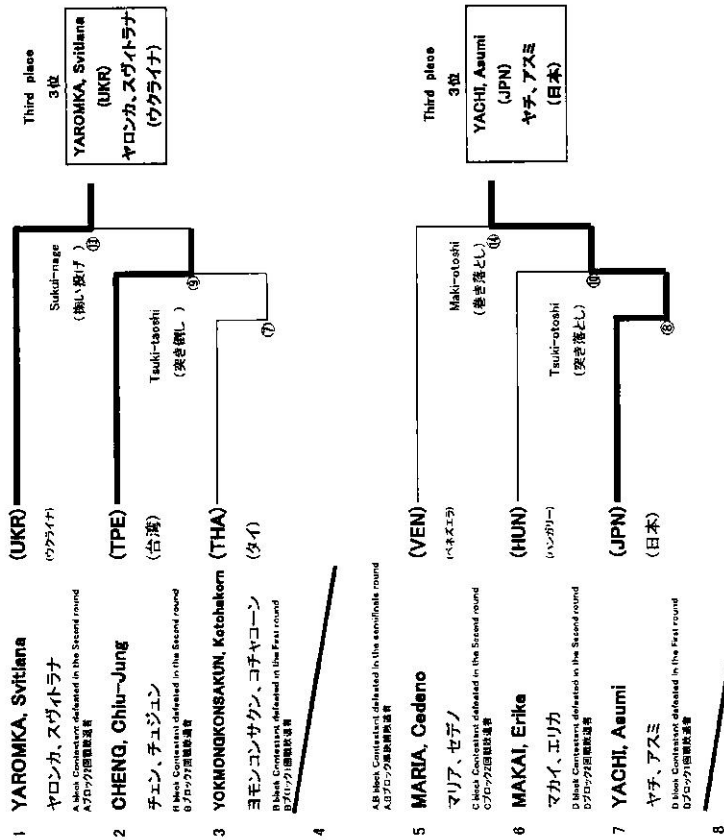 1 YAROMKA, Svitlana (UKR)
ヤロンカ、スヴィトラナ (ウクライナ)
A block Contestant defeated in the Second round
Aブロック2回戦敗退者
2 CHENG, Chiu-Jung (TPE)
チェン、チュジェン (台湾)
B block Contestant defeated in the Second round
Bブロック2回戦敗退者
3 YOKMONGKONSAKUN, Kotchakorn (THA)
ヨモンコンサクン、コチャコーン (タイ)
B block Contestant defeated in the First round
Bブロック1回戦敗退者
4
Sukui-nage
(掬い投げ )
⑬
Tsuki-taoshi
(突き倒し )
⑨
⑦
Third place
3位
YAROMKA, Svitlana
(UKR)
ヤロンカ、スヴィトラナ
(ウクライナ)
A.B block Contestant defeated in the semifinals round
A.Bブロック準決勝敗退者
5 MARIA, Cedeno (VEN)
マリア、セデノ (ベネズエラ)
C block Contestant defeated in the Second round
Cブロック2回戦敗退者
6 MAKAI, Erika (HUN)
マカイ、エリカ (ハンガリー)
D block Contestant defeated in the Second round
Dブロック2回戦敗退者
7 YACHI, Asumi (JPN)
ヤチ、アスミ (日本)
D block Contestant defeated in the First round
Dブロック1回戦敗退者
8
Maki-otoshi
(巻き落とし)
⑭
Tsuki-otoshi
(突き落とし)
⑩
⑧
Third place
3位
YACHI, Asumi
(JPN)
ヤチ、アスミ
(日本)